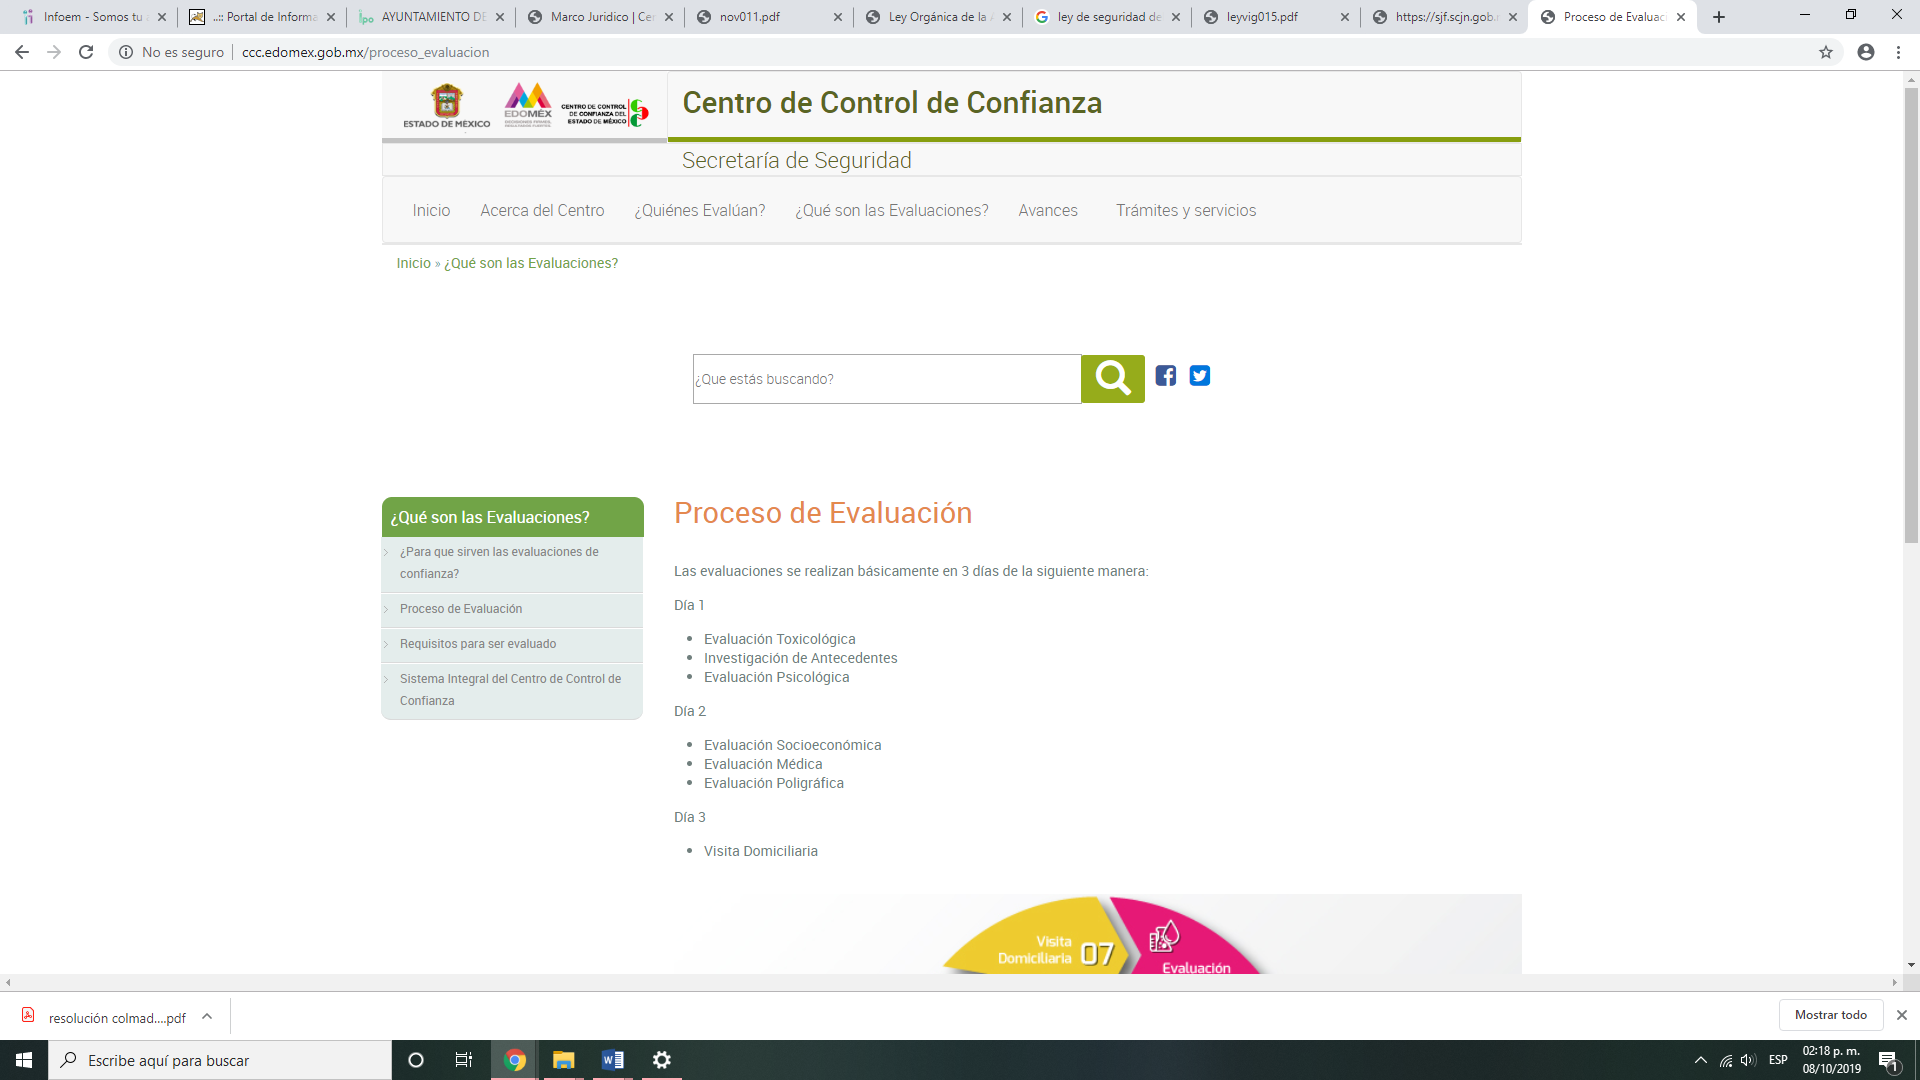 Infoem - Somos tu
..:: Portal de Informa
ipo AYUNTAMIENTO DE
Marco Juridico | Ce
nov011.pdf
Ley Orgánica de la
ley de seguridad de
leyvig015.pdf
https://sjf.scjn.gob.
Proceso de Evaluac
No es seguro
ccc.edomex.gob.mx/proceso_evaluacion
ESTADO DE MÉXICO
EDOMÉX
DECISIONES FIRMES, RESULTADOS FUERTES.
CENTRO DE CONTROL
DE CONFIANZA DEL
ESTADO DE MÉXICO
Centro de Control de Confianza
Secretaría de Seguridad
Inicio Acerca del Centro ¿Quiénes Evalúan? ¿Qué son las Evaluaciones? Avances Trámites y servicios
Inicio » ¿Qué son las Evaluaciones?
¿Que estás buscando?
¿Qué son las Evaluaciones?
¿Para que sirven las evaluaciones de
confianza?
Proceso de Evaluación
Requisitos para ser evaluado
Sistema Integral del Centro de Control de
Confianza
Proceso de Evaluación
Las evaluaciones se realizan básicamente en 3 días de la siguiente manera:
Día 1
• Evaluación Toxicológica
• Investigación de Antecedentes
• Evaluación Psicológica
Día 2
• Evaluación Socioeconómica
• Evaluación Médica
• Evaluación Poligráfica
Día 3
• Visita Domiciliaria
Visita
Domiciliaria 07
Evaluación
resolución colmad....pdf
Mostrar todo
Escribe aquí para buscar
ESP
02:18 p. m.
08/10/2019
1